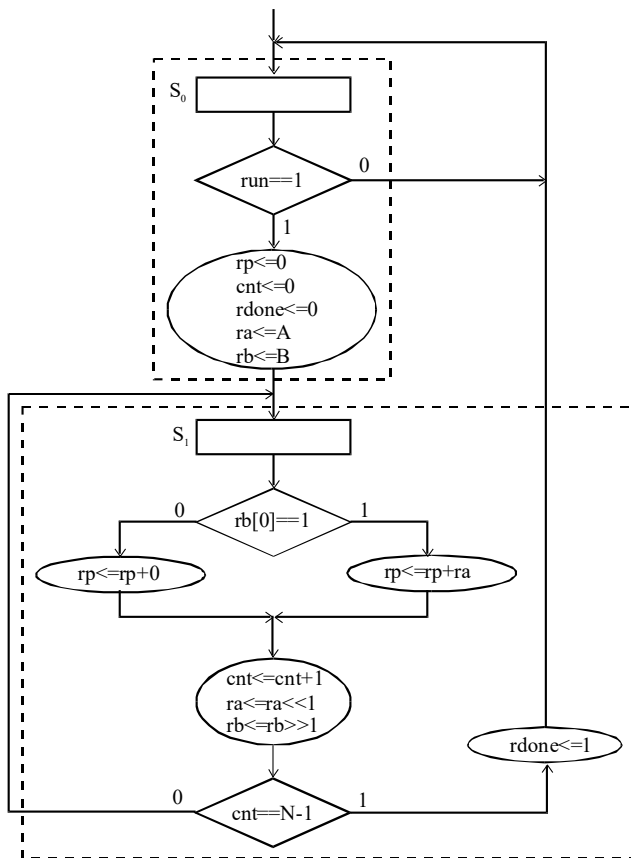 S₀
run==1
0
1
rp<=0
cnt<=0
rdone<=0
ra<=A
rb<=B
S₁
0
rb[0]==1
1
rp<=rp+0
rp<=rp+ra
cnt<=cnt+1
ra<=ra<<1
rb<=rb>>1
rdone<=1
0
cnt==N-1
1